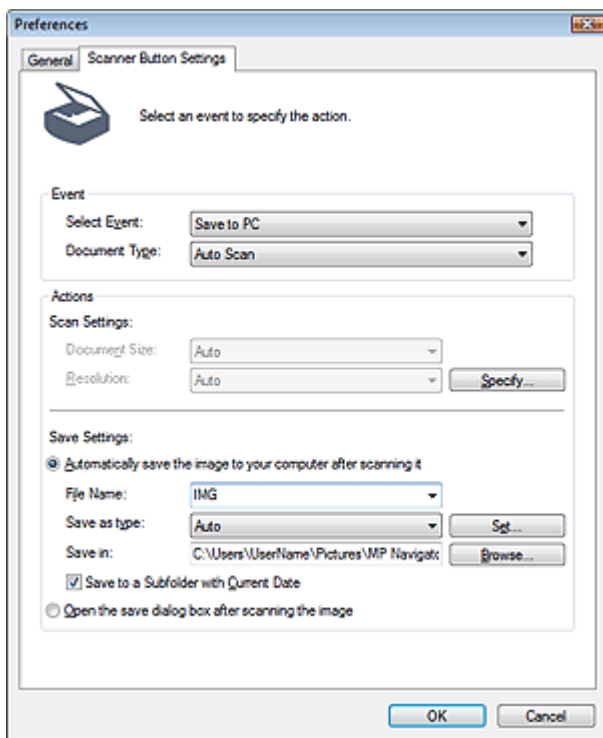 Preferences
General Scanner Button Settings
Select an event to specify the action.
Event
Select Event: Save to PC
Document Type: Auto Scan
Actions
Scan Settings:
Document Size: Auto
Resolution: Auto Specify...
Save Settings:
Automatically save the image to your computer after scanning it
File Name: IMG
Save as type: Auto Set...
Save in: C:\Users\UserName\Pictures\MP Navigato Browse...
Save to a Subfolder with Current Date
Open the save dialog box after scanning the image
OK Cancel